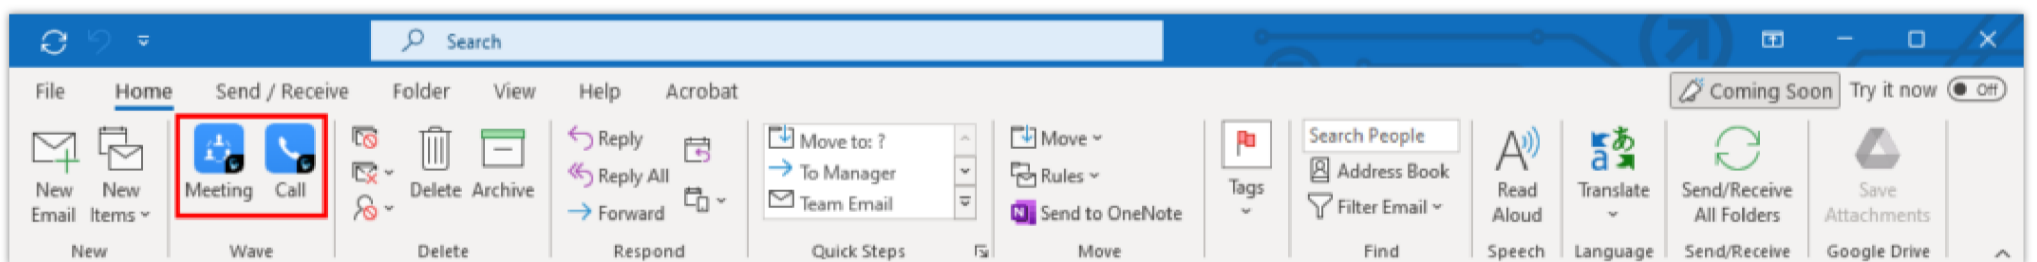 Search
File Home Send / Receive Folder View Help Acrobat Coming Soon Try it now Off
New Email
New Items
New
Meeting
Call
Wave
Delete
Archive
Delete
Reply
Reply All
Forward
Respond
Move to: ?
To Manager
Team Email
Quick Steps
Move
Rules
Send to OneNote
Move
Tags
Search People
Address Book
Filter Email
Find
Read
Aloud
Speech
Translate
Language
Send/Receive
All Folders
Send/Receive
Save
Attachments
Google Drive